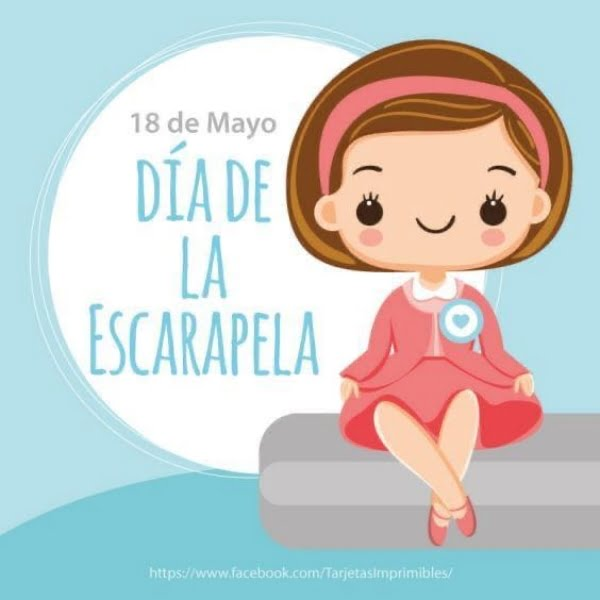 18 de Mayo
DÍA DE
LA
ESCARAPELA
https://www.facebook.com/TarjetasImprimibles/